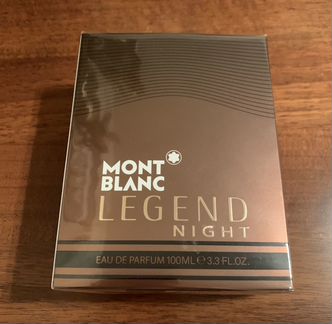 MONT
BLANC
LEGEND
NIGHT
EAU DE PARFUM 100ML ℮ 3.3 FL.OZ.